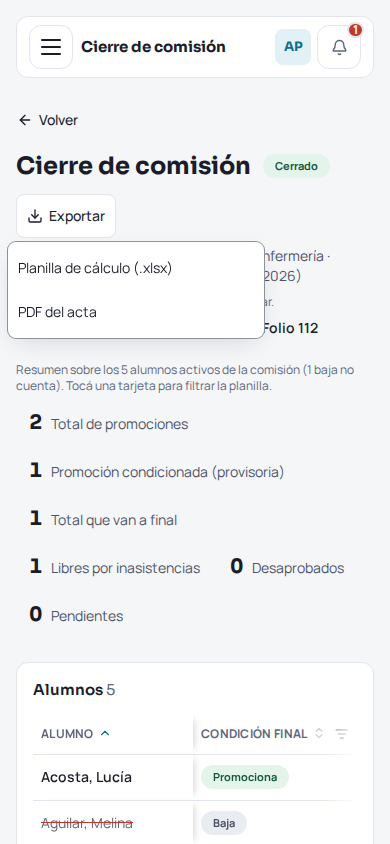 Cierre de comisión
AP
1
Volver
Cierre de comisión
Cerrado
Exportar
Planilla de cálculo (.xlsx)
PDF del acta
nfermería ·
2026)
ar.
Folio 112
Resumen sobre los 5 alumnos activos de la comisión (1 baja no
cuenta). Tocá una tarjeta para filtrar la planilla.
2 Total de promociones
1 Promoción condicionada (provisoria)
1 Total que van a final
1 Libres por inasistencias 0 Desaprobados
0 Pendientes
Alumnos 5
ALUMNO CONDICIÓN FINAL
Acosta, Lucía Promociona
Aguilar, Melina Baja